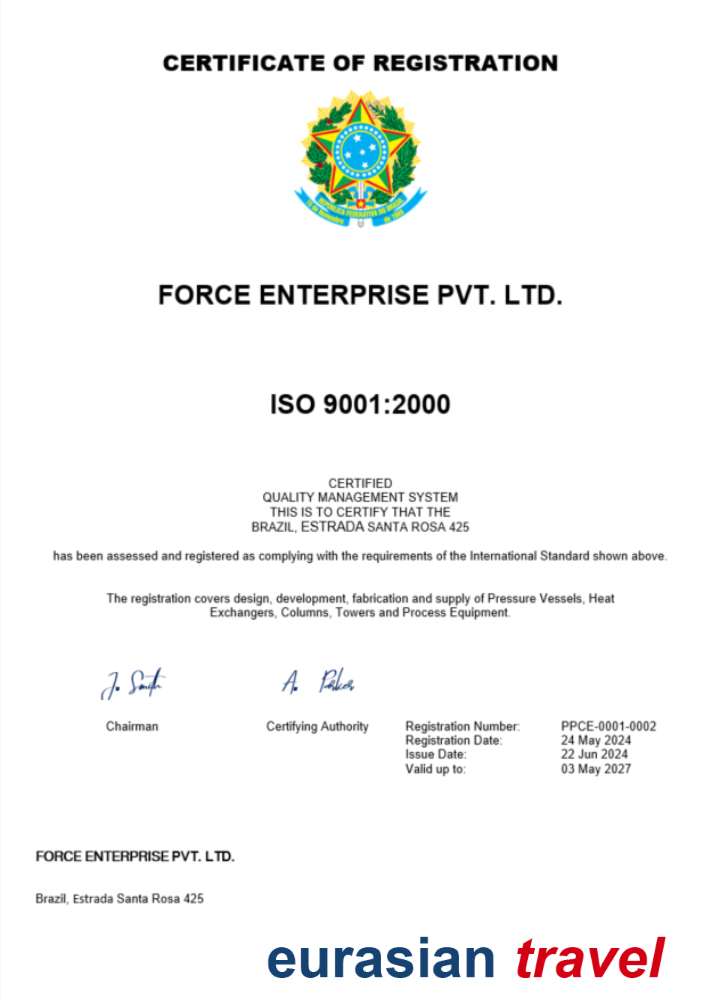 CERTIFICATE OF REGISTRATION
REPÚBLICA FEDERATIVA DO BRASIL
15 de Novembro de 1889
FORCE ENTERPRISE PVT. LTD.
ISO 9001:2000
CERTIFIED
QUALITY MANAGEMENT SYSTEM
THIS IS TO CERTIFY THAT THE
BRAZIL, ESTRADA SANTA ROSA 425
has been assessed and registered as complying with the requirements of the International Standard shown above.
The registration covers design, development, fabrication and supply of Pressure Vessels, Heat
Exchangers, Columns, Towers and Process Equipment.
J. Smith A. Parker
Chairman Certifying Authority Registration Number: PPCE-0001-0002
Registration Date: 24 May 2024
Issue Date: 22 Jun 2024
Valid up to: 03 May 2027
FORCE ENTERPRISE PVT. LTD.
Brazil, Estrada Santa Rosa 425
eurasian travel